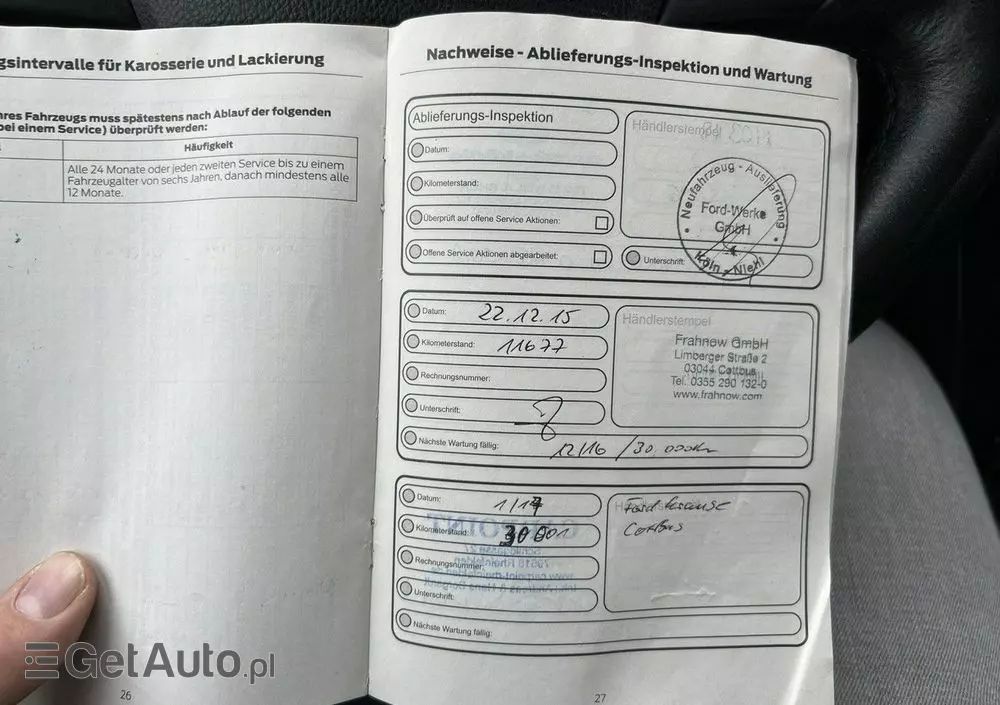 gsintervalle für Karosserie und Lackierung
hres Fahrzeugs muss spätestens nach Ablauf der folgenden
bei einem Service) überprüft werden:
Häufigkeit
Alle 24 Monate oder jeden zweiten Service bis zu einem
Fahrzeugalter von sechs Jahren, danach mindestens alle
12 Monate.
26
Nachweise - Ablieferungs-Inspektion und Wartung
Ablieferungs-Inspektion
Datum:
Kilometerstand:
Überprüft auf offene Service Aktionen:
Offene Service Aktionen abgearbeitet:
Händlerstempel
Neufahrzeug - Auslieferung
Ford-Werke
GmbH
Köln - Niehl
Unterschrift:
Datum: 22.12.15
Kilometerstand: 11677
Rechnungsnummer:
Unterschrift:
Nächste Wartung fällig: 12/16 / 30.000km
Händlerstempel
Frahnow GmbH
Limberger Straße 2
03044 Cottbus
Tel. 0355 290 132-0
www.frahnow.com
Datum: 1/17
Kilometerstand: 30001
Rechnungsnummer:
Unterschrift:
Nächste Wartung fällig:
Ford
Cottbus
27
GetAuto.pl